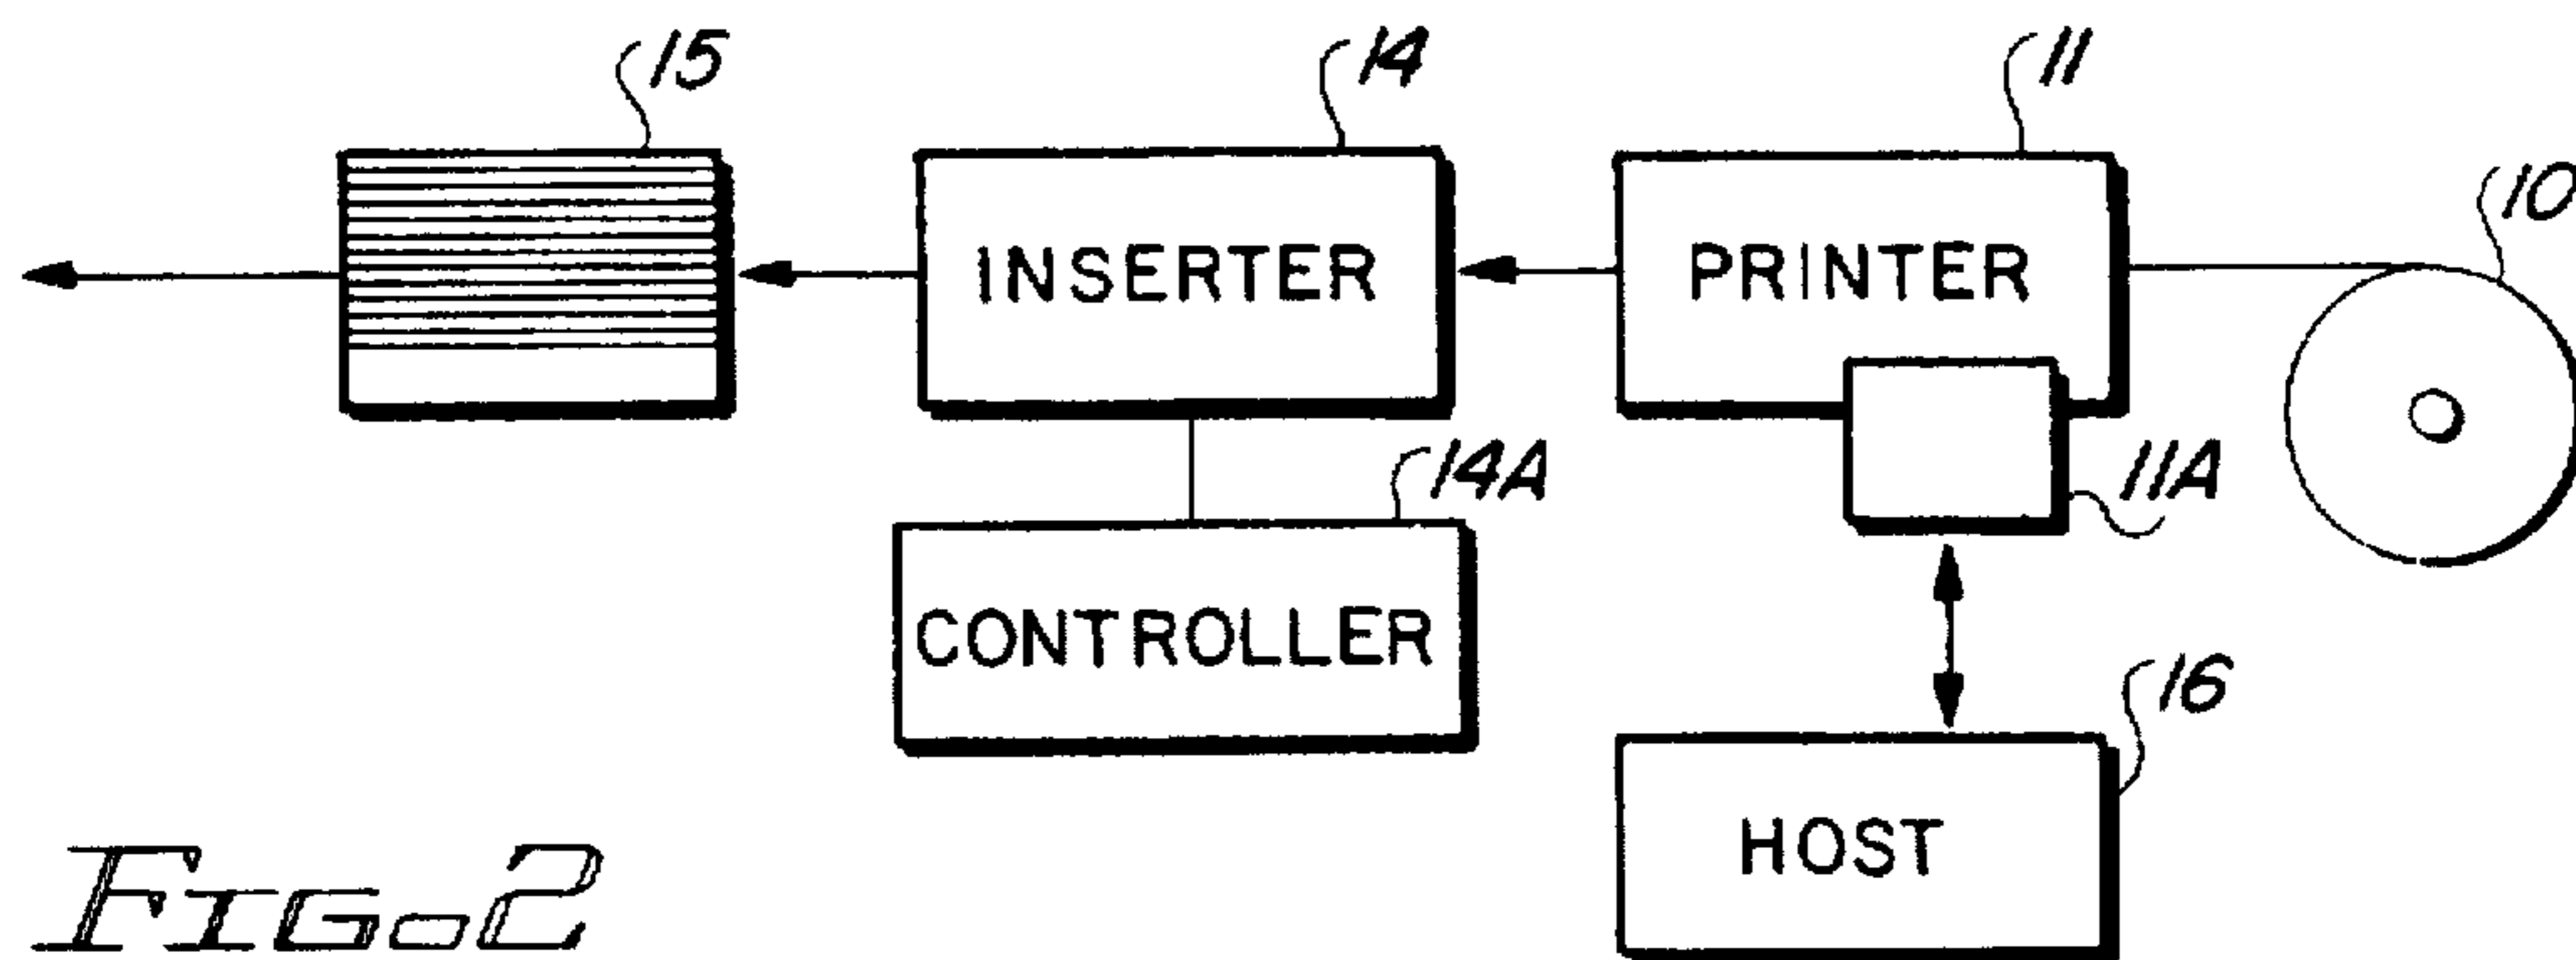 15
14
11
10
INSERTER
PRINTER
14A
11A
CONTROLLER
16
HOST
FIG. 2